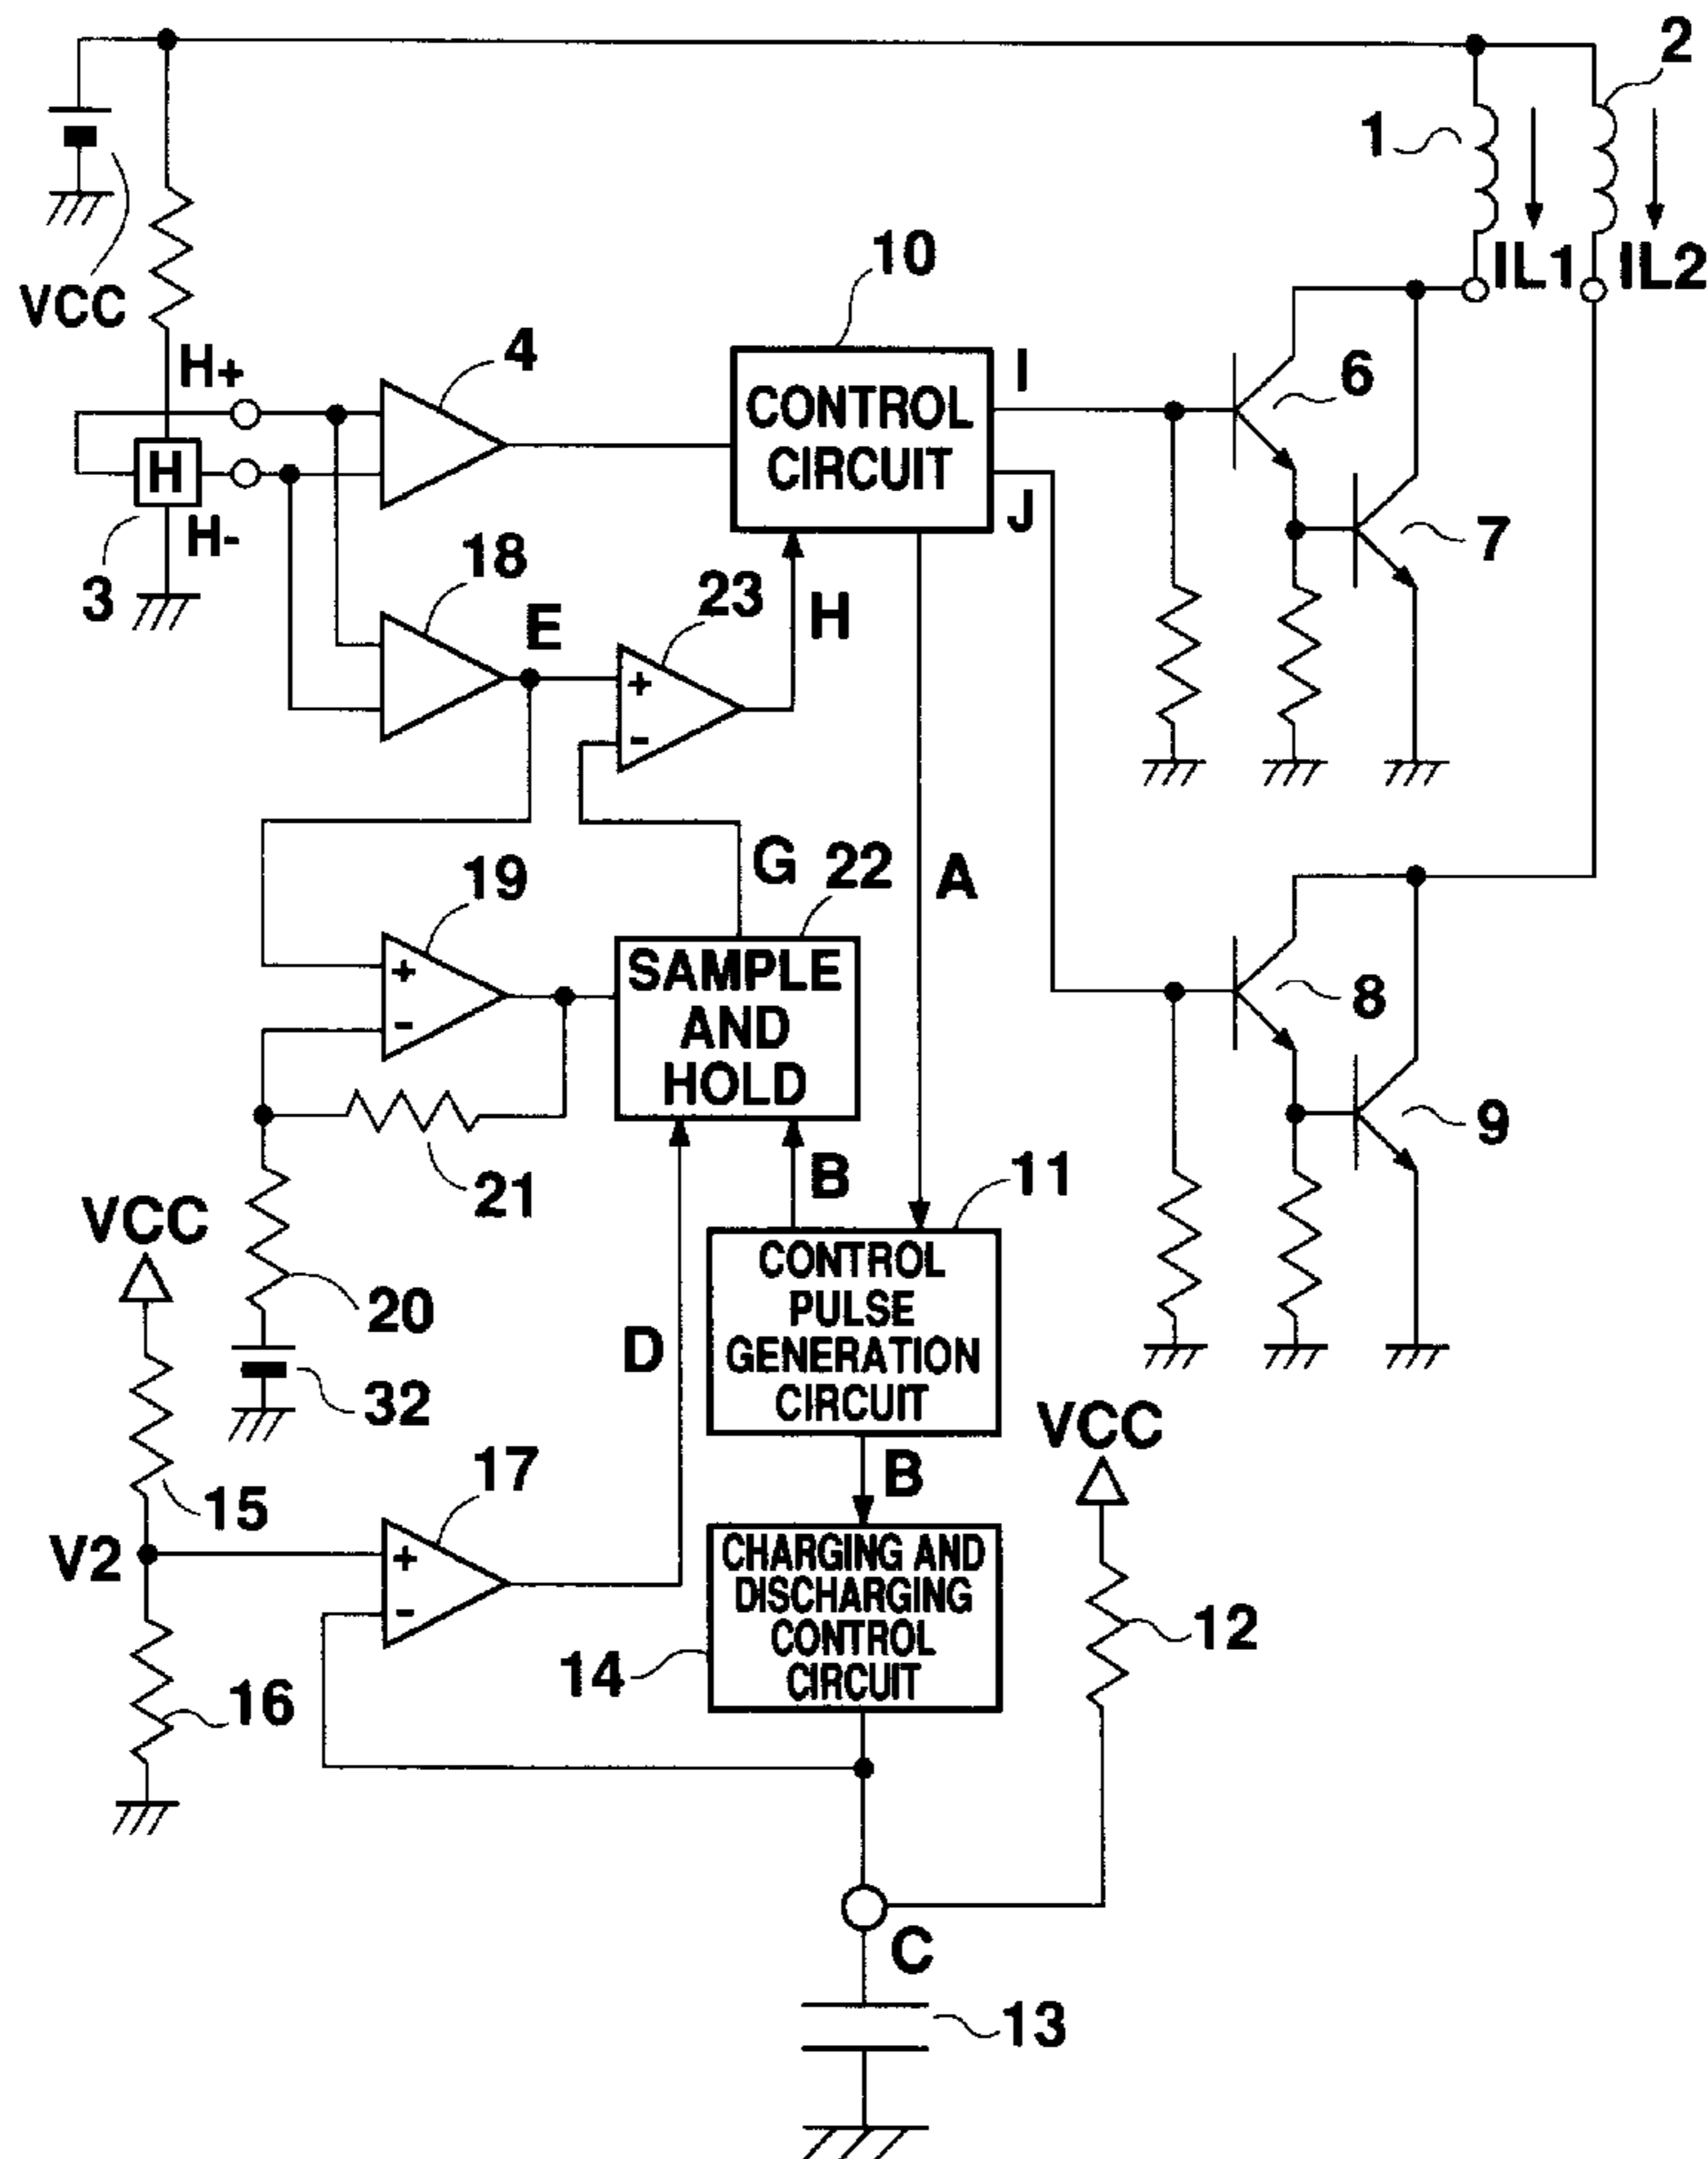 2
1
VCC
IL1
IL2
10
4
H+
I
6
CONTROL
CIRCUIT
H
J
H-
3
7
18
23
E
H
+
-
G
22
A
19
8
SAMPLE
AND
HOLD
+
-
9
B
11
21
VCC
CONTROL
PULSE
GENERATION
CIRCUIT
20
D
32
VCC
17
B
15
V2
CHARGING AND
DISCHARGING
CONTROL
CIRCUIT
+
-
12
14
16
C
13